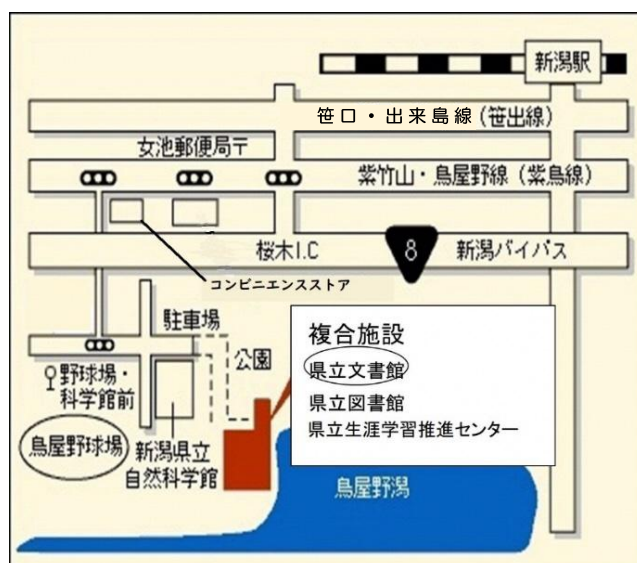 新潟駅
笹口・出来島線(笹出線)
女池郵便局〒
紫竹山・鳥屋野線(紫鳥線)
桜木I.C
8
新潟バイパス
コンビニエンスストア
駐車場
公園
複合施設
県立文書館
県立図書館
県立生涯学習推進センター
野球場・
科学館前
鳥屋野球場
新潟県立
自然科学館
鳥屋野潟